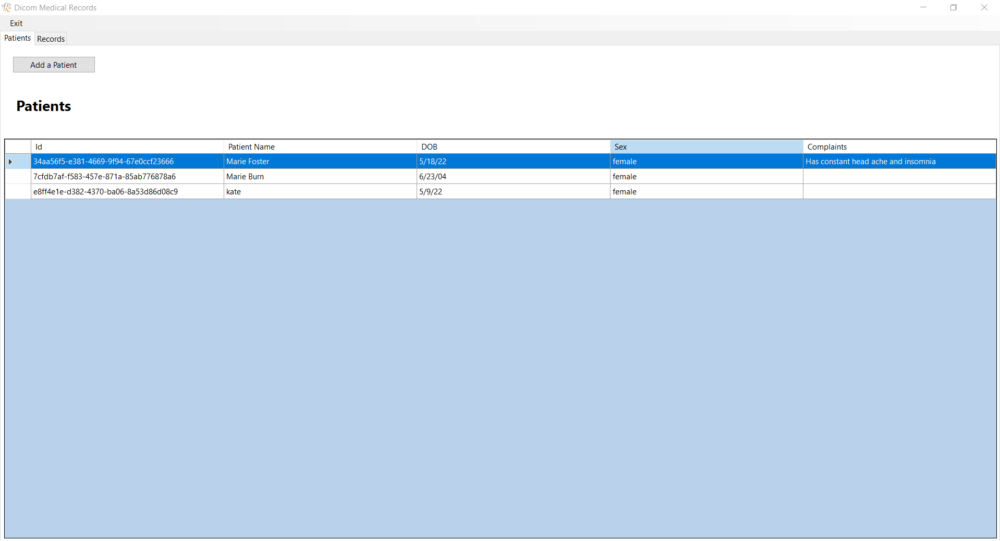 Dicom Medical Records
Exit
Patients Records
Add a Patient
Patients
Id Patient Name DOB Sex Complaints
34aa56f5-e381-4669-9f94-67e0ccf23666 Marie Foster 5/18/22 female Has constant head ache and insomnia
7cfdb7af-f583-457e-871a-85ab776878a6 Marie Burn 6/23/04 female
e8ff4e1e-d382-4370-ba06-8a53d86d08c9 kate 5/9/22 female